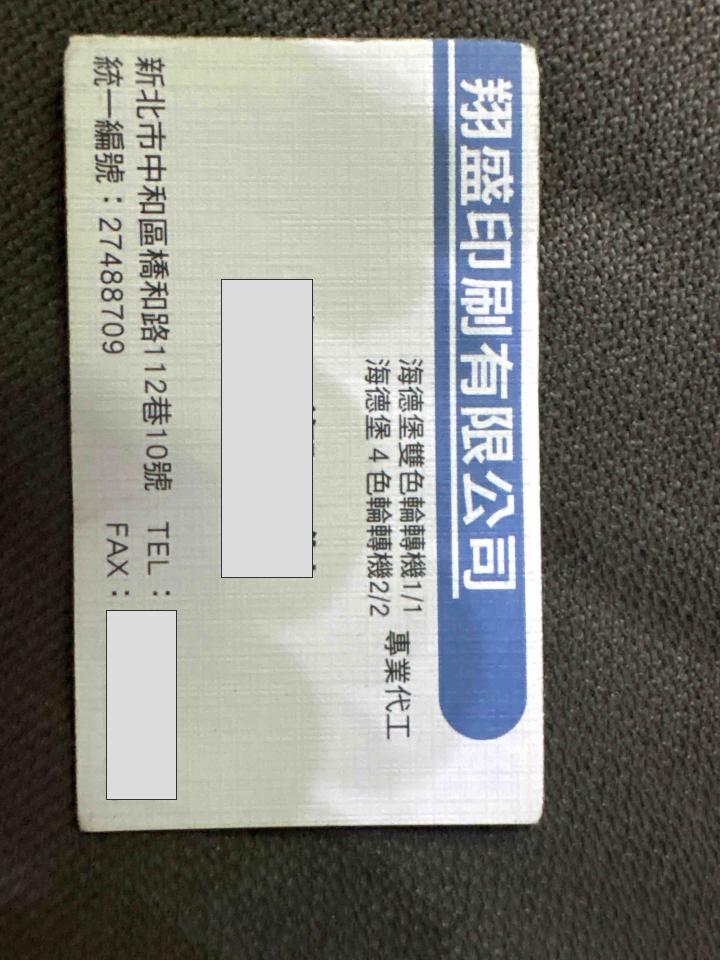 翔盛印刷有限公司
海德堡雙色輪轉機1/1
海德堡4色輪轉機2/2
專業代工
新北市中和區橋和路112巷10號 TEL：
統一編號：27488709 FAX：